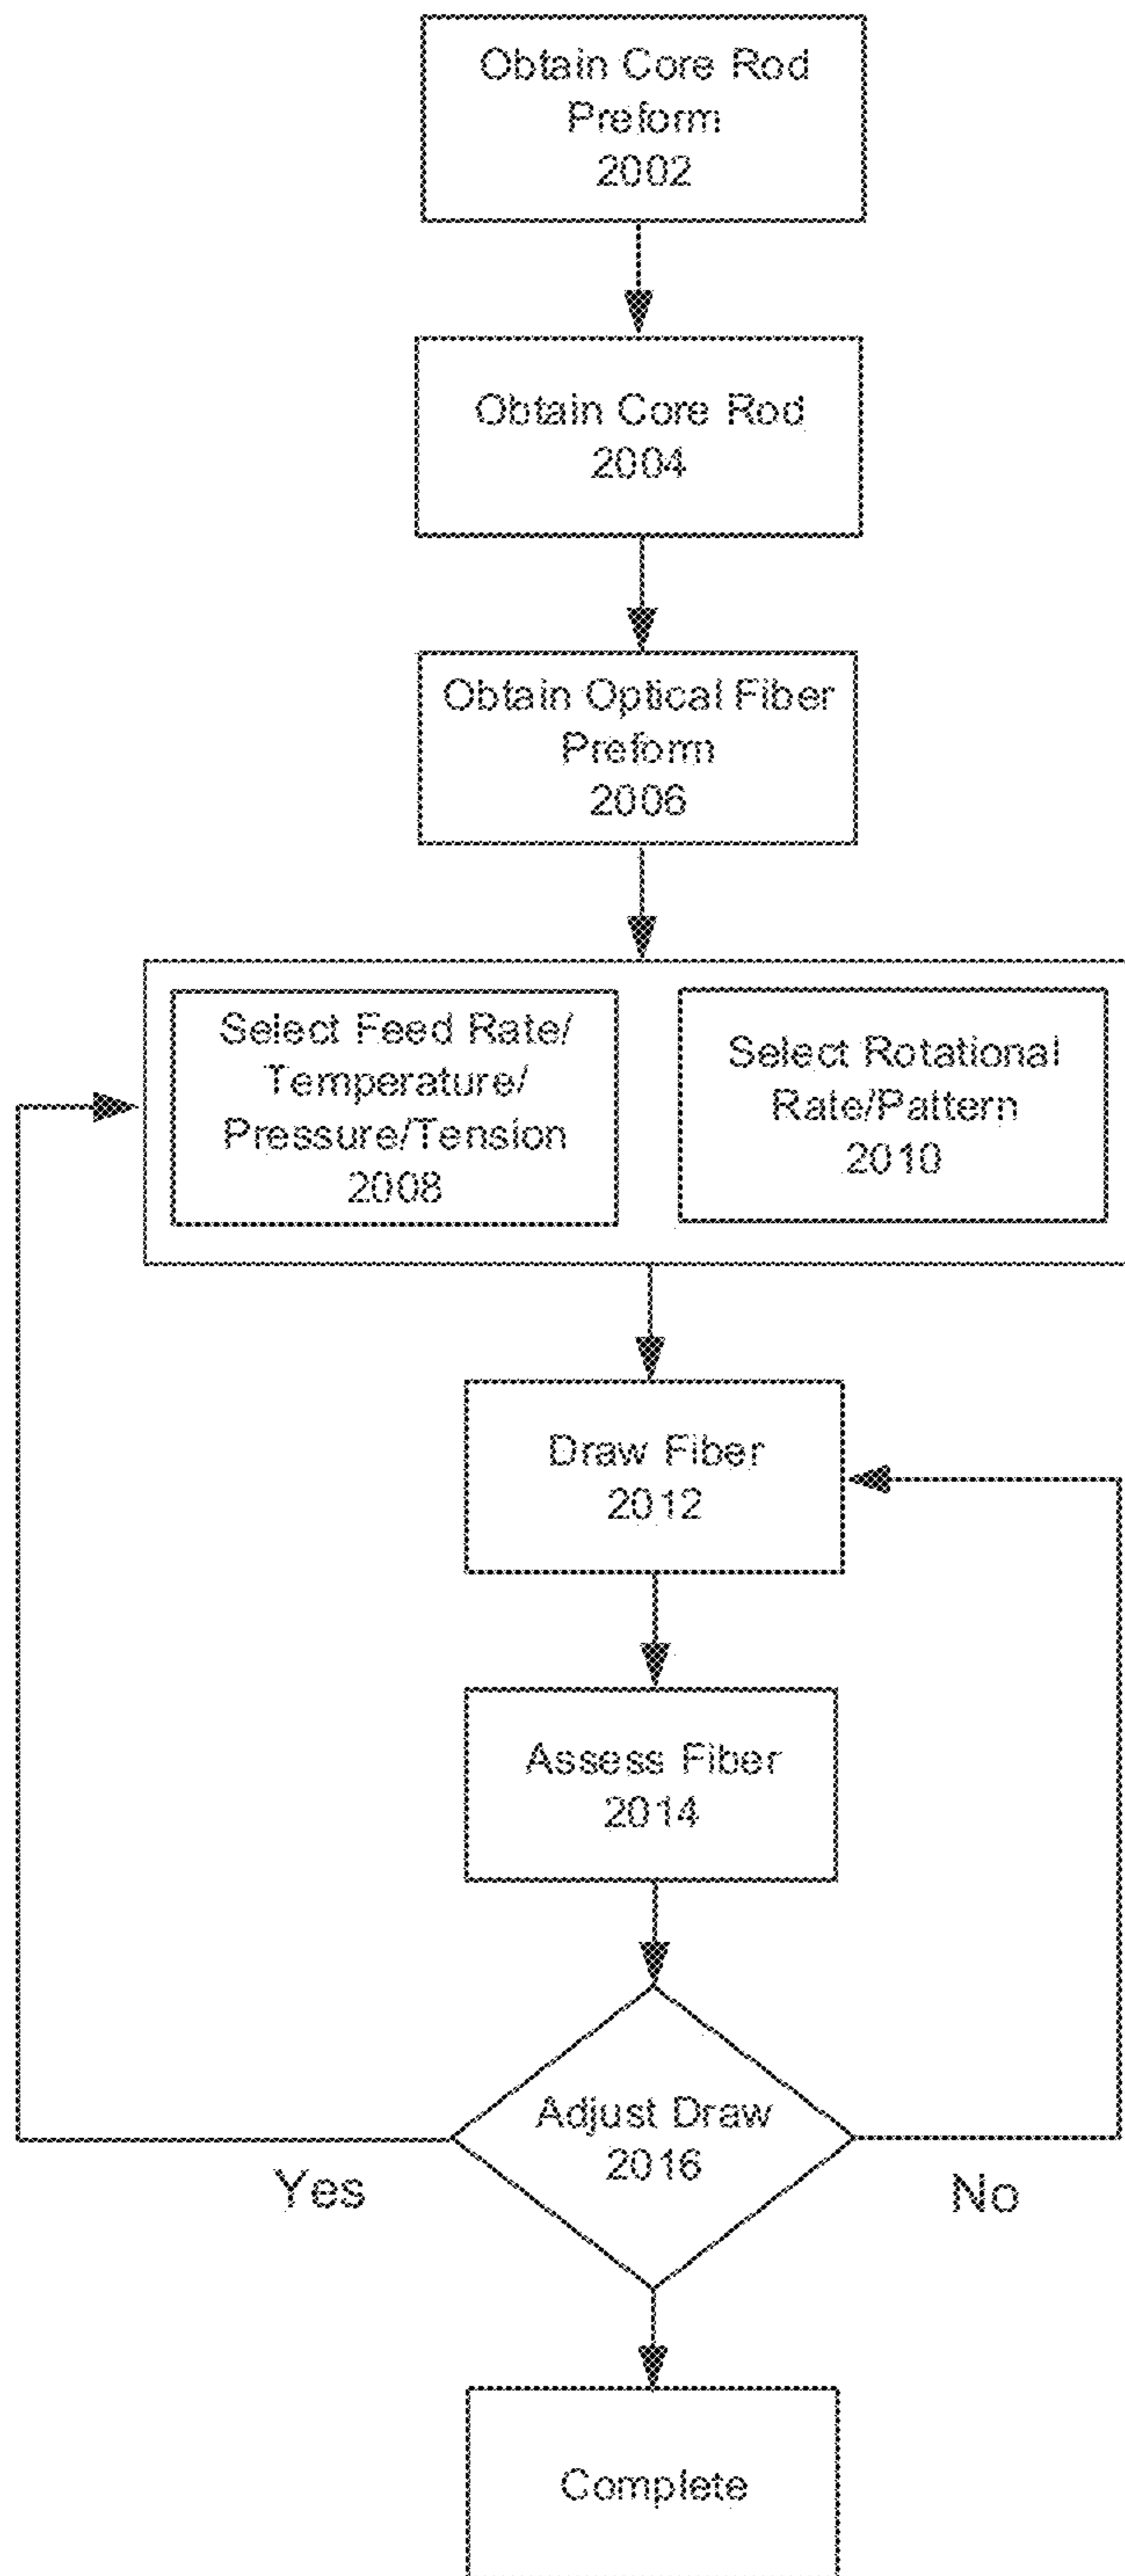 Obtain Core Rod
Preform
2002
Obtain Core Rod
2004
Obtain Optical Fiber
Preform
2006
Select Feed Rate/
Temperature/
Pressure/Tension
2008
Select Rotational
Rate/Pattern
2010
Draw Fiber
2012
Assess Fiber
2014
Adjust Draw
2016
Yes
No
Complete